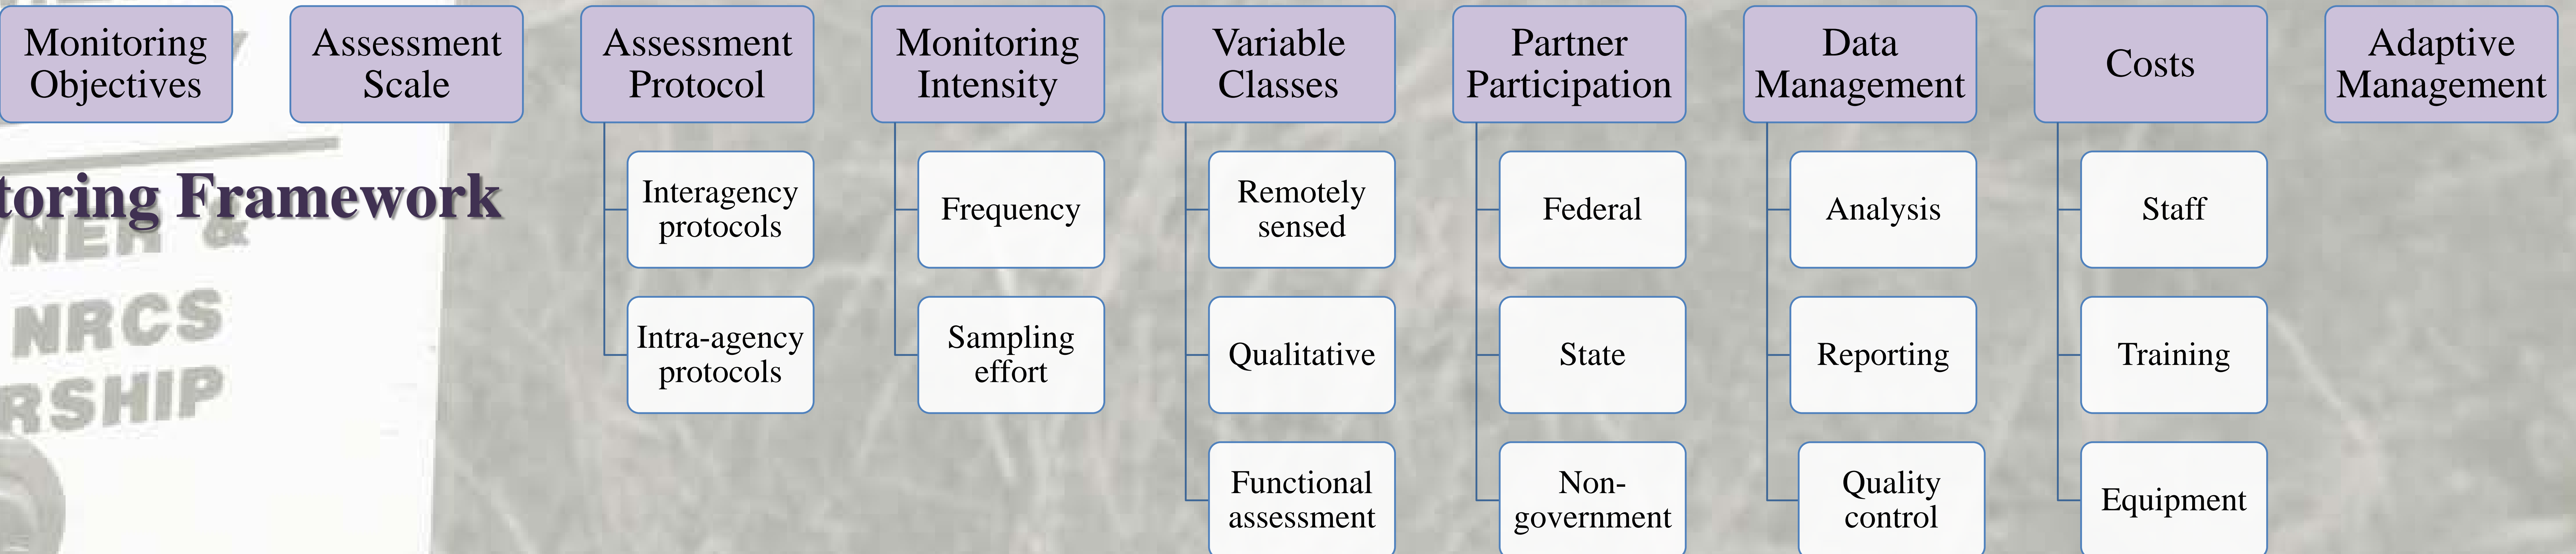 Monitoring
Objectives
Assessment
Scale
Assessment
Protocol
Monitoring
Intensity
Variable
Classes
Partner
Participation
Data
Management
Costs
Adaptive
Management
toring Framework
Interagency
protocols
Intra-agency
protocols
Frequency
Sampling
effort
Remotely
sensed
Qualitative
Functional
assessment
Federal
State
Non-
government
Analysis
Reporting
Quality
control
Staff
Training
Equipment
&
NRCS
RSHIP